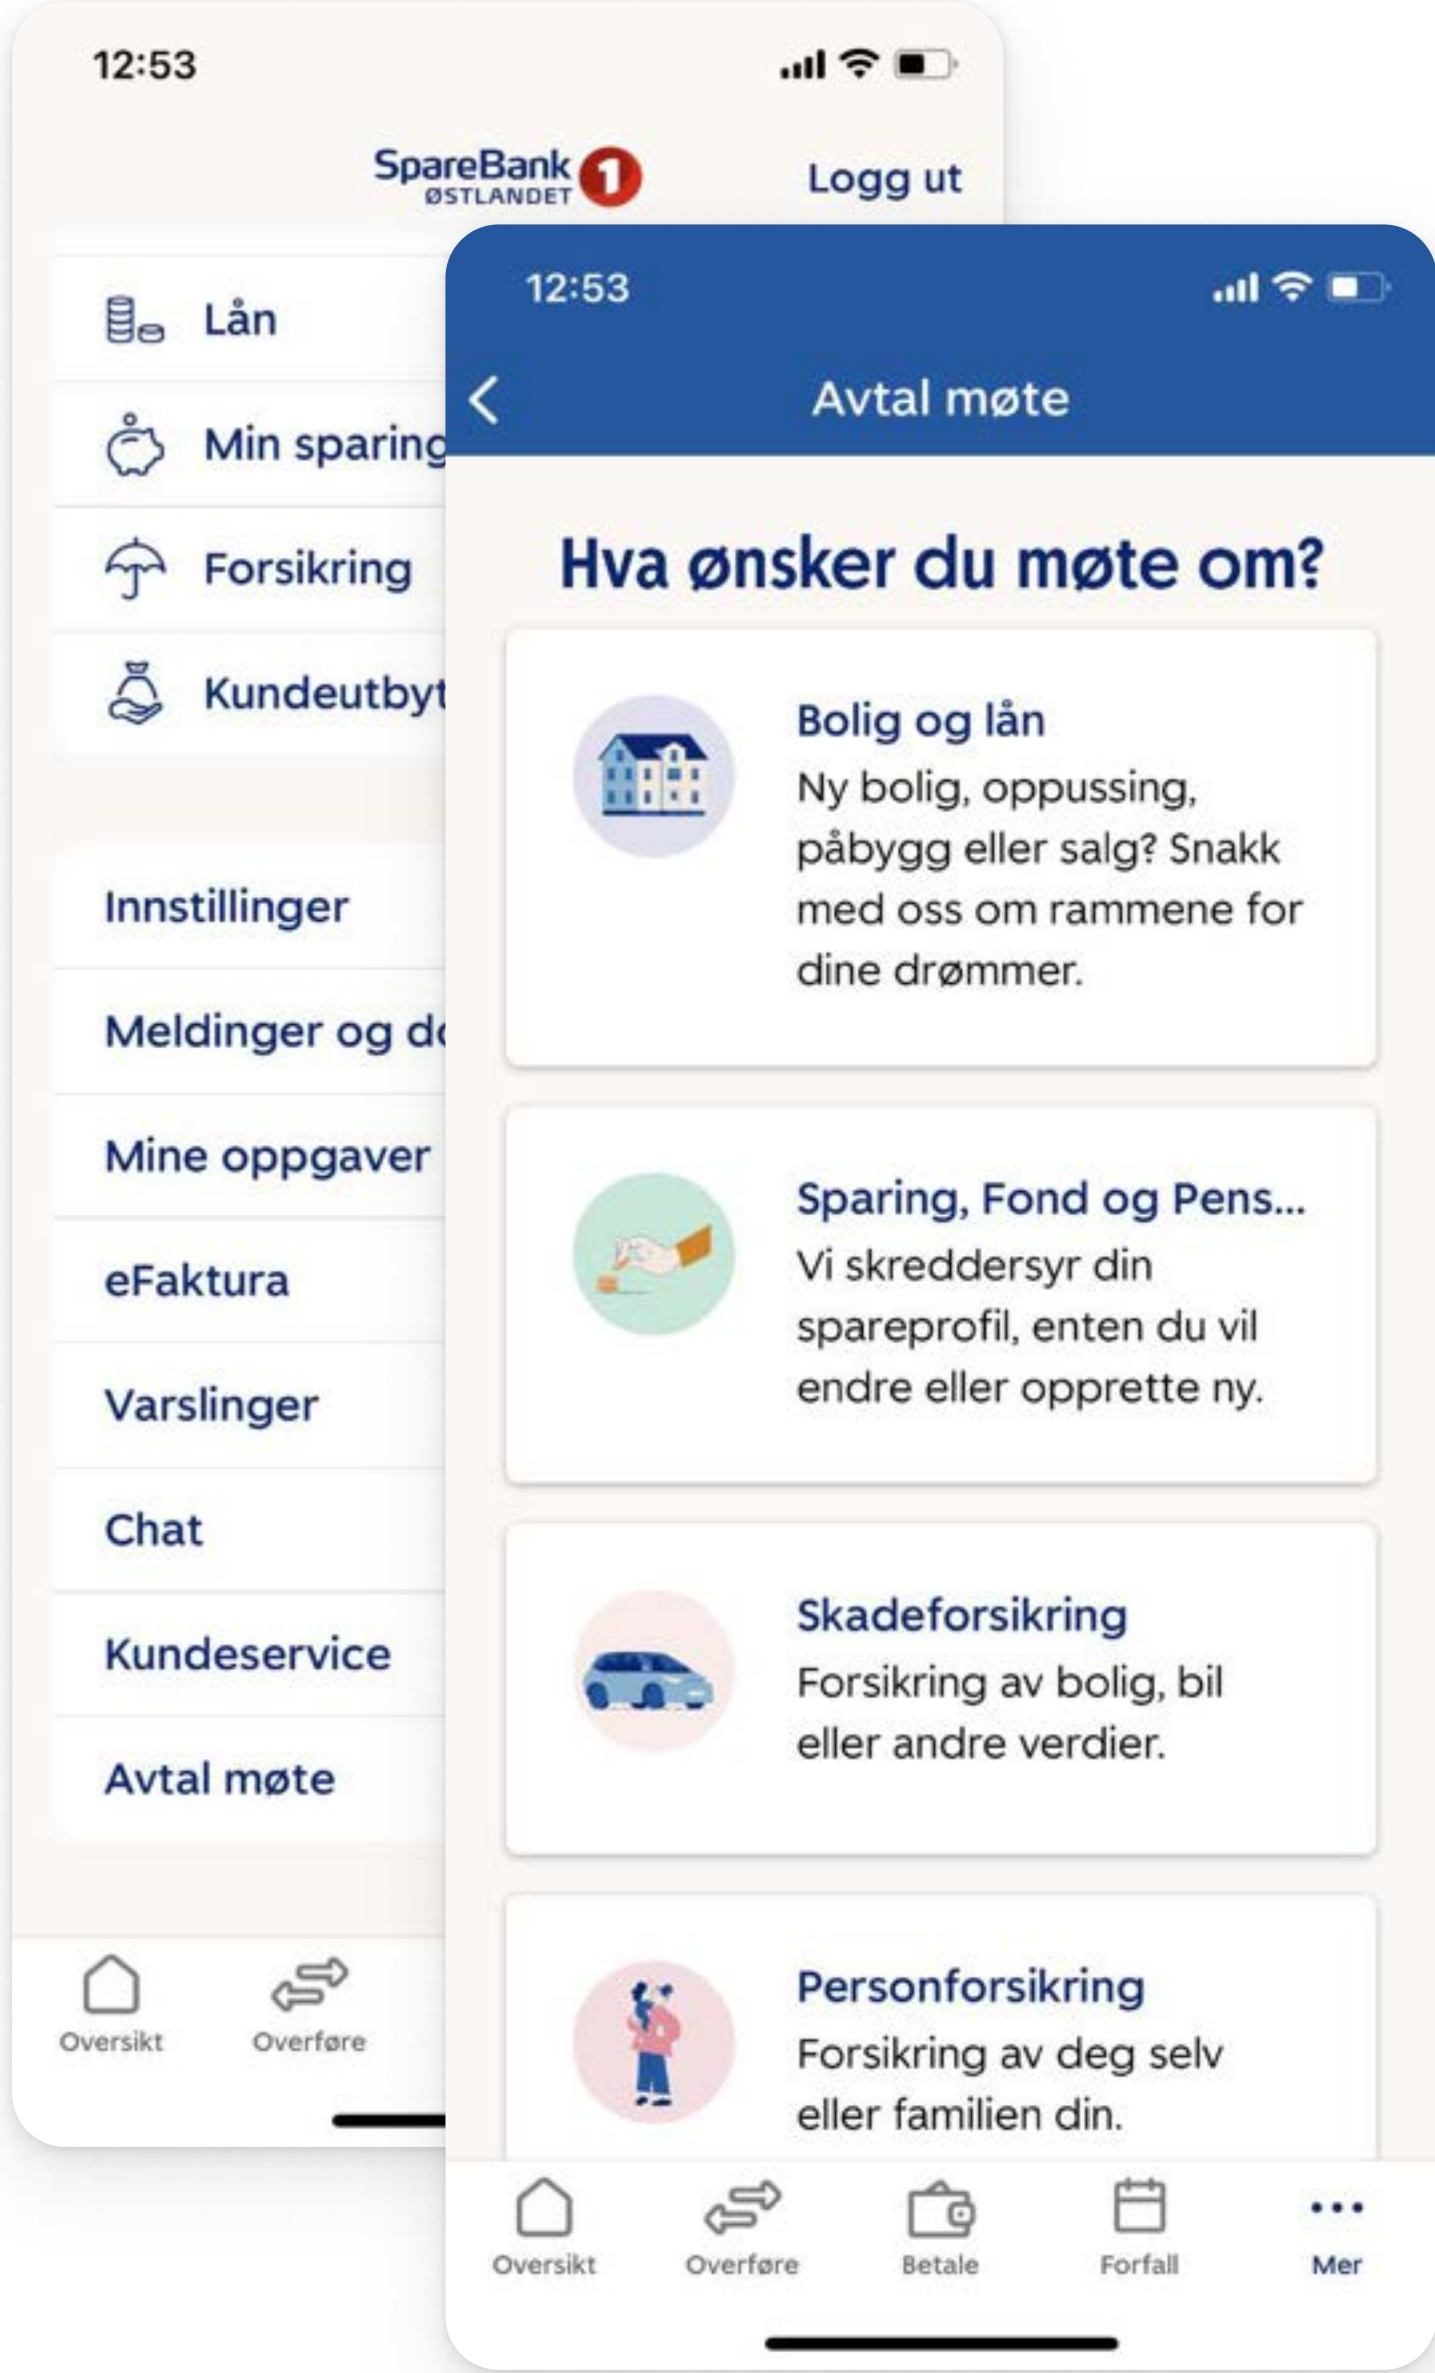 12:53
SpareBank 1
ØSTLANDET
Logg ut
Lån
Min sparing
Forsikring
Kundeutbyt
Innstillinger
Meldinger og do
Mine oppgaver
eFaktura
Varslinger
Chat
Kundeservice
Avtal møte
Oversikt
Overføre
12:53
Avtal møte
Hva ønsker du møte om?
Bolig og lån
Ny bolig, oppussing,
påbygg eller salg? Snakk
med oss om rammene for
dine drømmer.
Sparing, Fond og Pens...
Vi skreddersyr din
spareprofil, enten du vil
endre eller opprette ny.
Skadeforsikring
Forsikring av bolig, bil
eller andre verdier.
Personforsikring
Forsikring av deg selv
eller familien din.
Oversikt
Overføre
Betale
Forfall
Mer